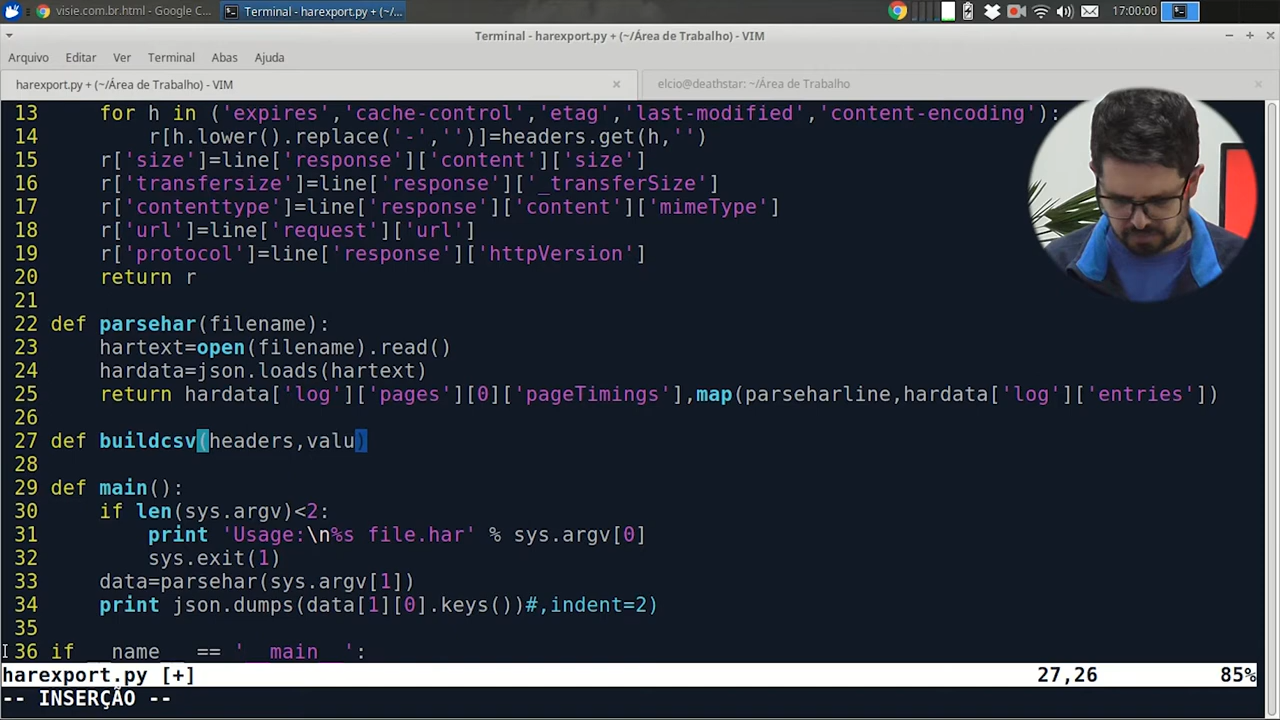 visie.com.br.html - Google C...
Terminal - harexport.py + (~/...
17:00:00
Terminal - harexport.py + (~/Área de Trabalho) - VIM
Arquivo Editar Ver Terminal Abas Ajuda
harexport.py + (~/Área de Trabalho) - VIM
elcio@deathstar: ~/Área de Trabalho
13     for h in ('expires','cache-control','etag','last-modified','content-encoding'):
14         r[h.lower().replace('-','')]=headers.get(h,'')
15     r['size']=line['response']['content']['size']
16     r['transfersize']=line['response']['_transferSize']
17     r['contenttype']=line['response']['content']['mimeType']
18     r['url']=line['request']['url']
19     r['protocol']=line['response']['httpVersion']
20     return r
21
22 def parsehar(filename):
23     hartext=open(filename).read()
24     hardata=json.loads(hartext)
25     return hardata['log']['pages'][0]['pageTimings'],map(parseharline,hardata['log']['entries'])
26
27 def buildcsv(headers,valu)
28
29 def main():
30     if len(sys.argv)<2:
31         print 'Usage:\n%s file.har' % sys.argv[0]
32         sys.exit(1)
33     data=parsehar(sys.argv[1])
34     print json.dumps(data[1][0].keys())#,indent=2)
35
36 if __name__ == '__main__':
harexport.py [+] 27,26 85%
-- INSERÇÃO --